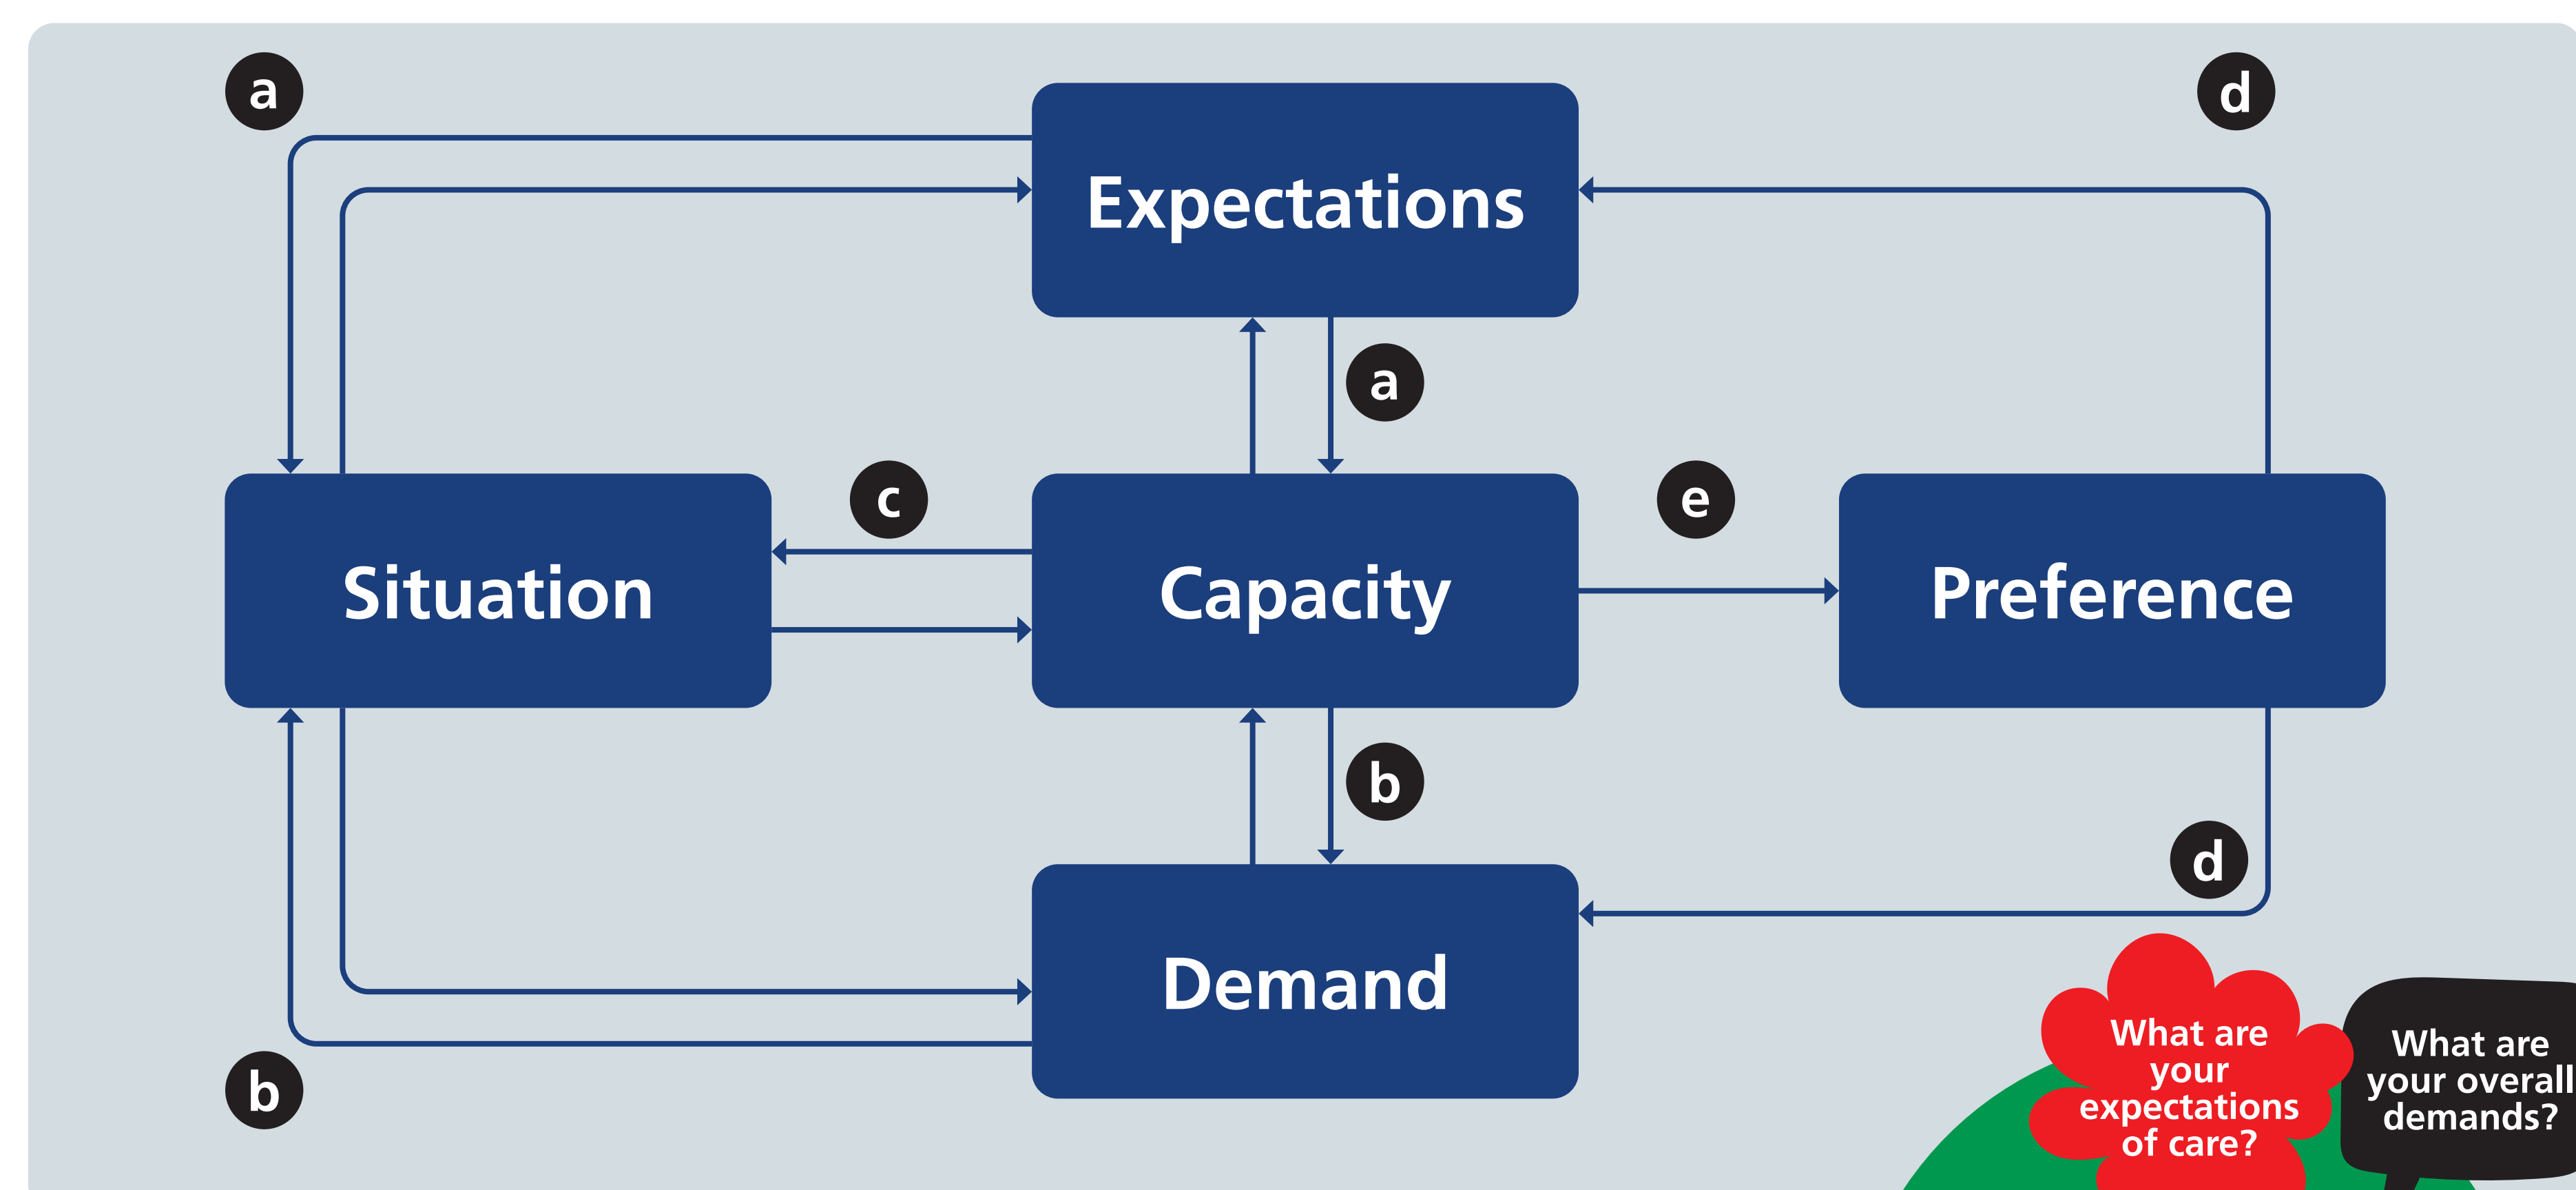 a
d
Expectations
a
c
e
Situation
Capacity
Preference
b
d
Demand
b
What are
your
expectations
of care?
What are
your overall
demands?